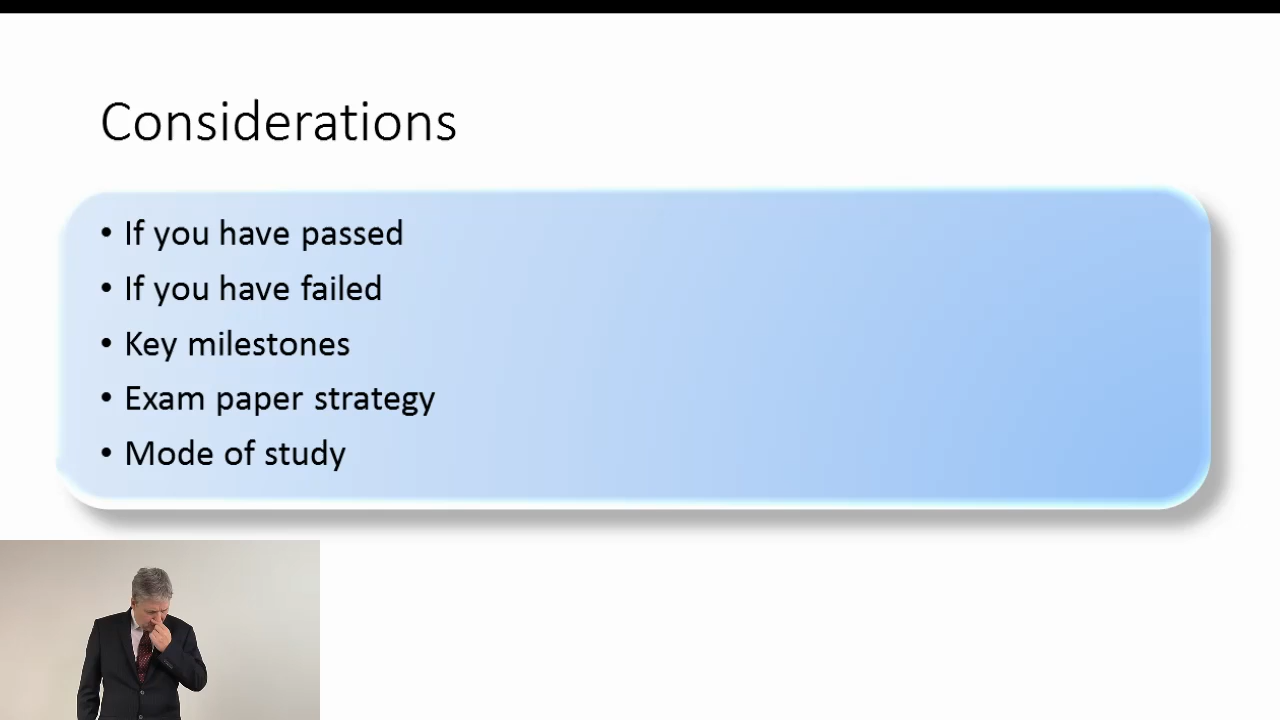 Considerations
• If you have passed
• If you have failed
• Key milestones
• Exam paper strategy
• Mode of study